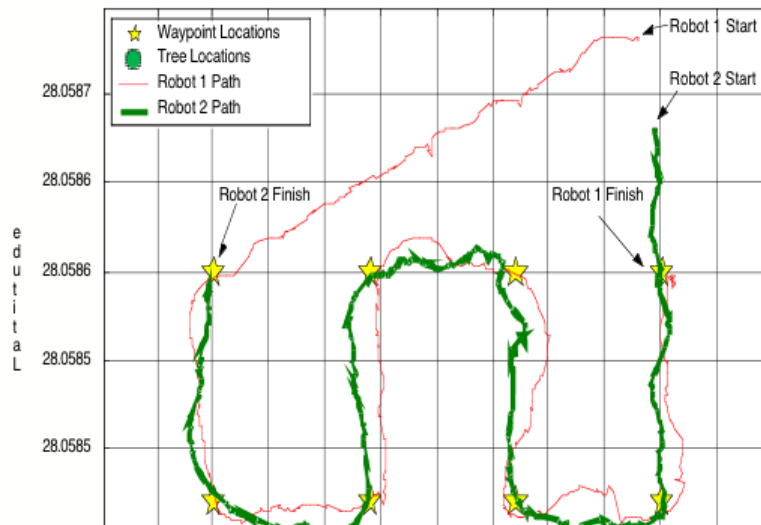 Waypoint Locations
Tree Locations
Robot 1 Path
Robot 2 Path
Robot 1 Start
Robot 2 Start
Robot 2 Finish
Robot 1 Finish
28.0587
28.0586
28.0586
28.0585
28.0585
edutitaL